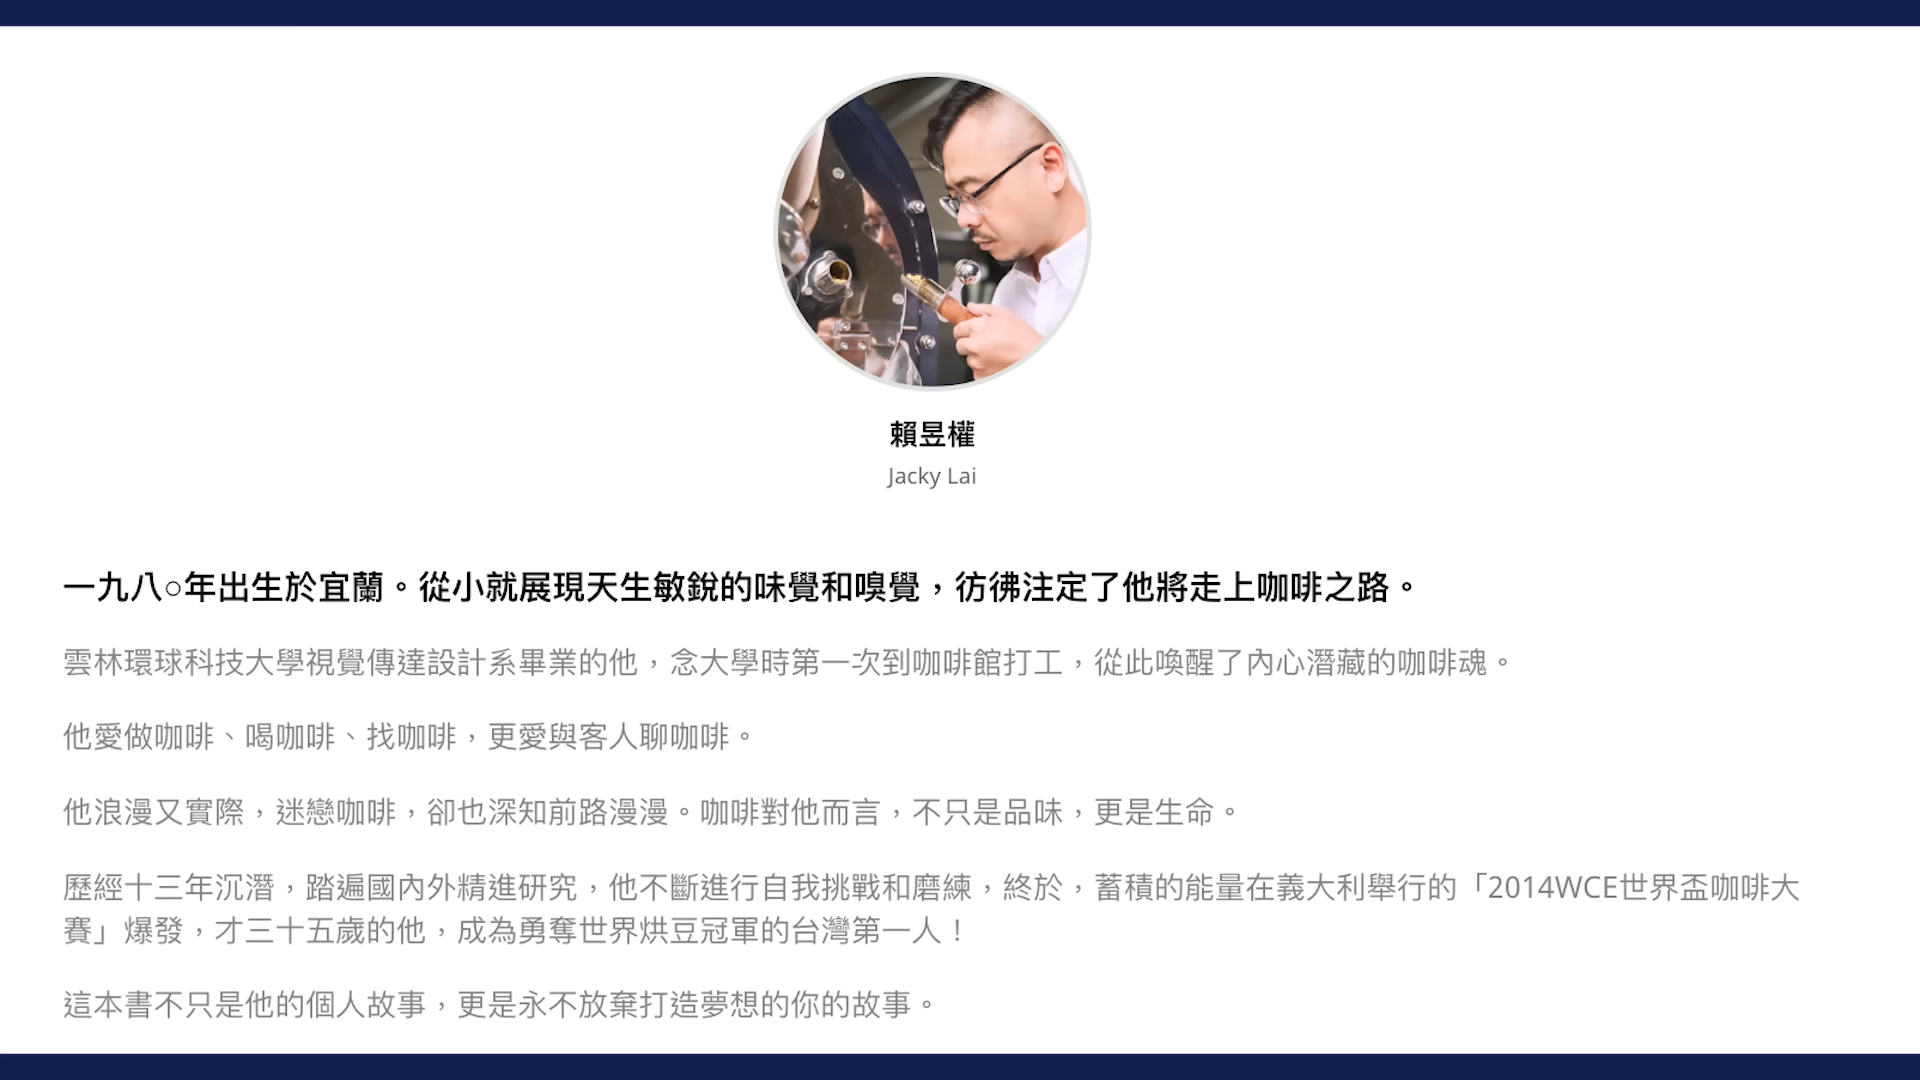 賴昱權
Jacky Lai
一九八○年出生於宜蘭。從小就展現天生敏銳的味覺和嗅覺，彷彿注定了他將走上咖啡之路。
雲林環球科技大學視覺傳達設計系畢業的他，念大學時第一次到咖啡館打工，從此喚醒了內心潛藏的咖啡魂。
他愛做咖啡、喝咖啡、找咖啡，更愛與客人聊咖啡。
他浪漫又實際，迷戀咖啡，卻也深知前路漫漫。咖啡對他而言，不只是品味，更是生命。
歷經十三年沉潛，踏遍國內外精進研究，他不斷進行自我挑戰和磨練，終於，蓄積的能量在義大利舉行的「2014WCE世界盃咖啡大
賽」爆發，才三十五歲的他，成為勇奪世界烘豆冠軍的台灣第一人！
這本書不只是他的個人故事，更是永不放棄打造夢想的你的故事。